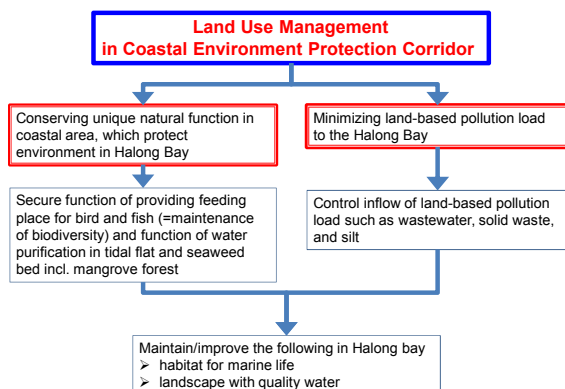 Land Use Management
in Coastal Environment Protection Corridor
Conserving unique natural function in
coastal area, which protect
environment in Halong Bay
Minimizing land-based pollution load
to the Halong Bay
Secure function of providing feeding
place for bird and fish (=maintenance
of biodiversity) and function of water
purification in tidal flat and seaweed
bed incl. mangrove forest
Control inflow of land-based pollution
load such as wastewater, solid waste,
and silt
Maintain/improve the following in Halong bay
➢ habitat for marine life
➢ landscape with quality water